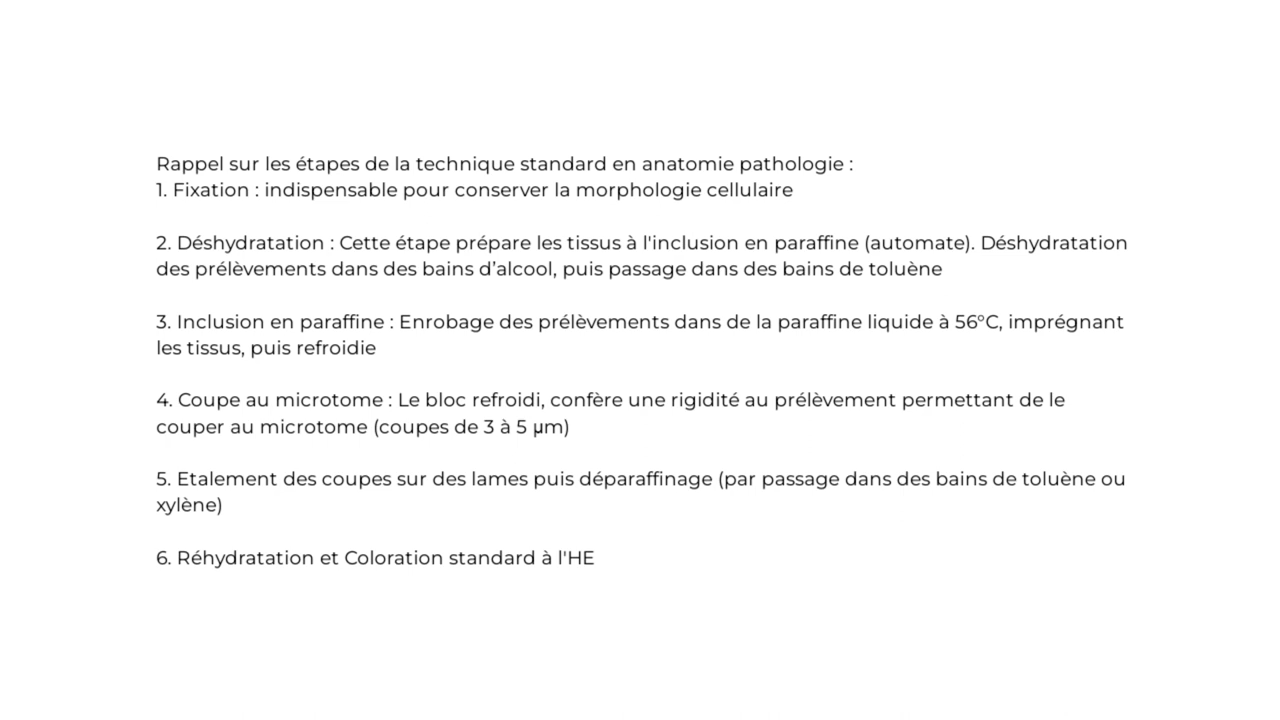 Rappel sur les étapes de la technique standard en anatomie pathologie :
1. Fixation : indispensable pour conserver la morphologie cellulaire
2. Déshydratation : Cette étape prépare les tissus à l'inclusion en paraffine (automate). Déshydratation
des prélèvements dans des bains d’alcool, puis passage dans des bains de toluène
3. Inclusion en paraffine : Enrobage des prélèvements dans de la paraffine liquide à 56°C, imprégnant
les tissus, puis refroidie
4. Coupe au microtome : Le bloc refroidi, confère une rigidité au prélèvement permettant de le
couper au microtome (coupes de 3 à 5 µm)
5. Etalement des coupes sur des lames puis déparaffinage (par passage dans des bains de toluène ou
xylène)
6. Réhydratation et Coloration standard à l'HE